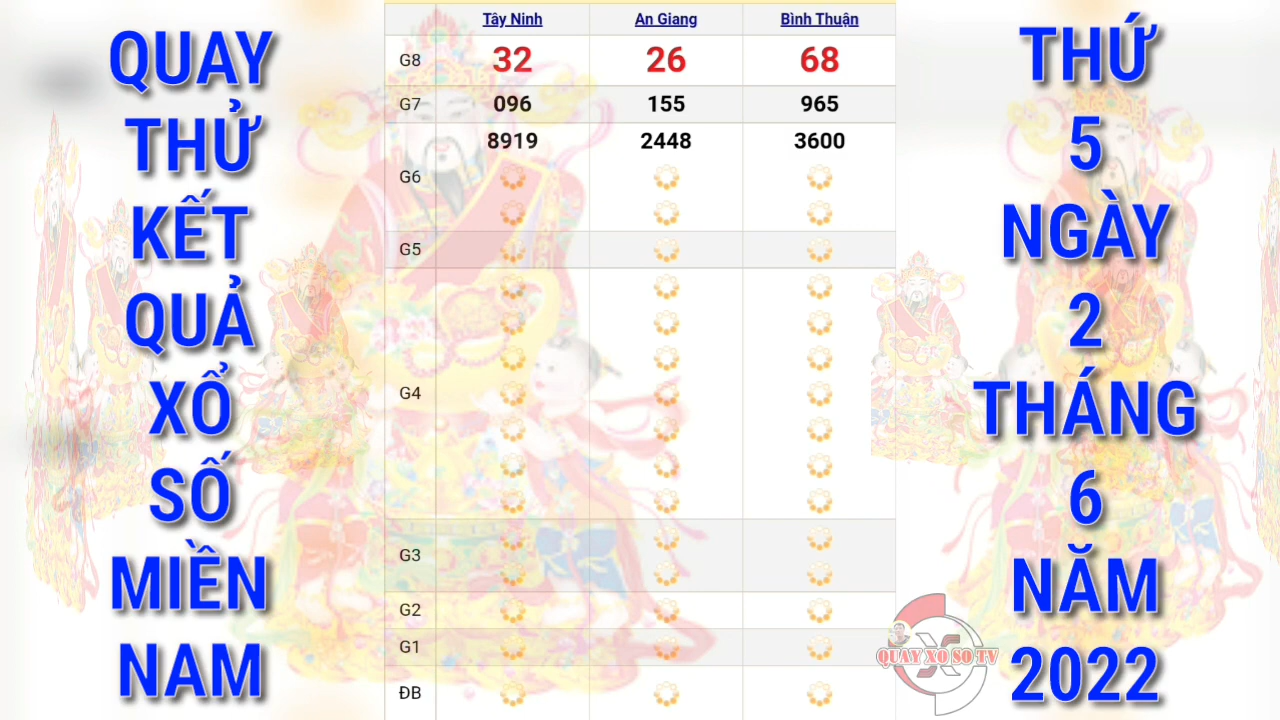 QUAY
THỬ
KẾT
QUẢ
XỔ
SỐ
MIỀN
NAM
Tây Ninh An Giang Bình Thuận
G8 32 26 68
G7 096 155 965
8919 2448 3600
G6
G5
G4
G3
G2
G1
ĐB
THỨ
5
NGÀY
2
THÁNG
6
NĂM
2022
QUAY XO SO TV